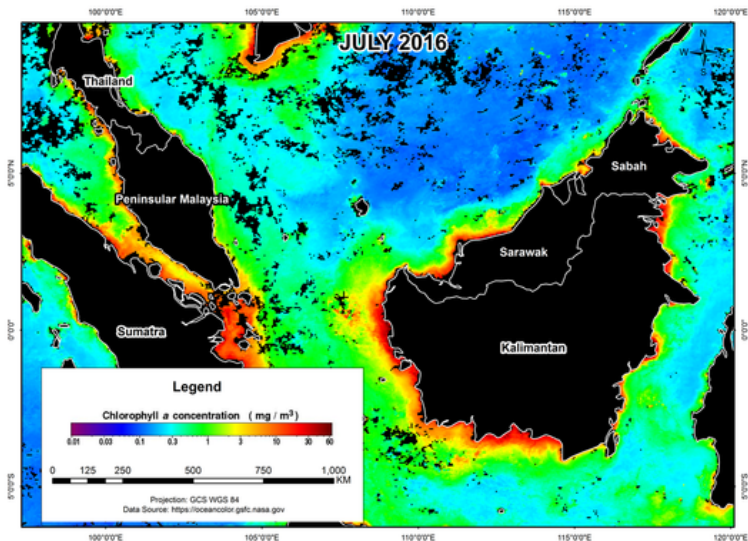 100°0'0"E 105°0'0"E 110°0'0"E 115°0'0"E 120°0'0"E
JULY 2016
N
W E
S
Thailand
Sabah
5°0'0"N 5°0'0"N
Peninsular Malaysia
Sarawak
0°0'0" 0°0'0"
Sumatra
Kalimantan
Legend
Chlorophyll a concentration ( mg / m³ )
0.01 0.03 0.1 0.3 1 3 10 30 60
0 125 250 500 750 1,000
KM
Projection: GCS WGS 84
Data Source: https://oceancolor.gsfc.nasa.gov
5°0'0"S 5°0'0"S
100°0'0"E 105°0'0"E 110°0'0"E 115°0'0"E 120°0'0"E